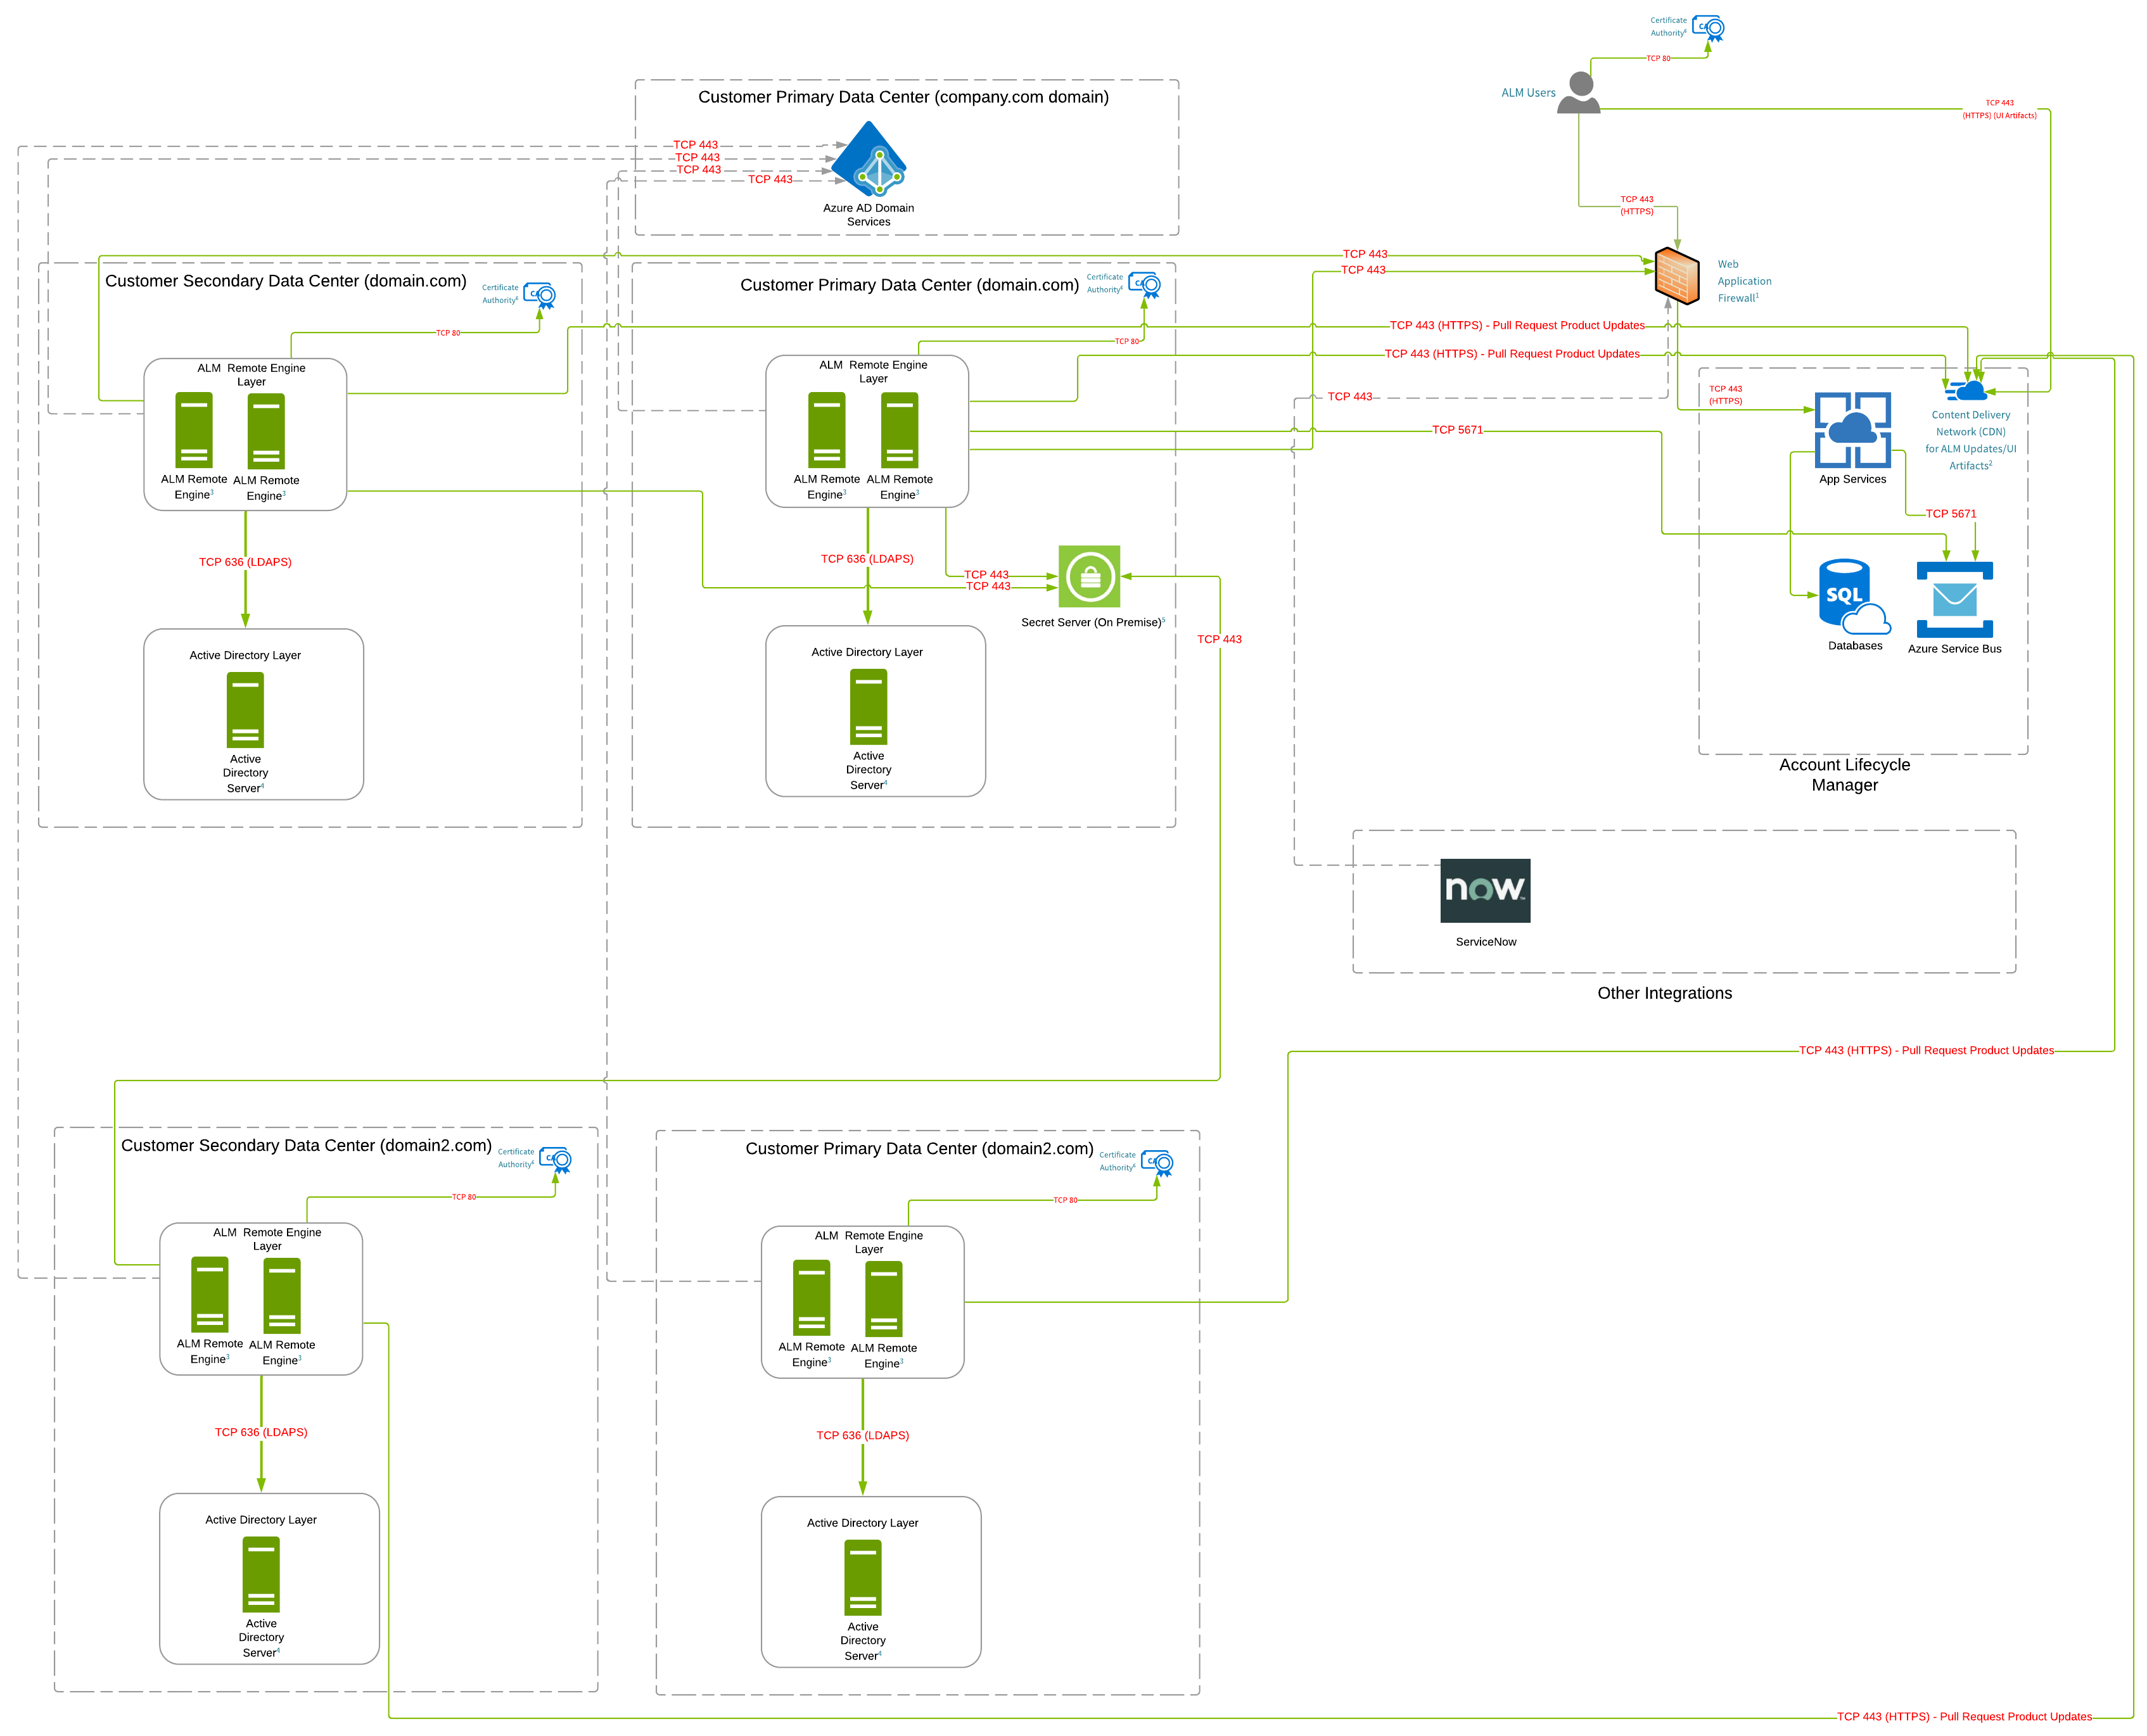 Certificate
Authority⁶
CA
TCP 80
ALM Users
TCP 443
(HTTPS) (UI Artifacts)
Customer Primary Data Center (company.com domain)
TCP 443
TCP 443
TCP 443
TCP 443
Azure AD Domain
Services
TCP 443
(HTTPS)
TCP 443
TCP 443
Web
Application
Firewall¹
Customer Secondary Data Center (domain.com)
Certificate
Authority⁶
CA
TCP 80
ALM Remote Engine
Layer
ALM Remote
Engine³
ALM Remote
Engine³
TCP 636 (LDAPS)
Active Directory Layer
Active
Directory
Server⁴
Customer Primary Data Center (domain.com)
Certificate
Authority⁶
CA
TCP 80
ALM Remote Engine
Layer
ALM Remote
Engine³
ALM Remote
Engine³
TCP 636 (LDAPS)
TCP 443
TCP 443
Secret Server (On Premise)⁵
TCP 443
Active Directory Layer
Active
Directory
Server⁴
TCP 443 (HTTPS) - Pull Request Product Updates
TCP 443 (HTTPS) - Pull Request Product Updates
TCP 443
TCP 5671
TCP 443
(HTTPS)
App Services
Content Delivery
Network (CDN)
for ALM Updates/UI
Artifacts²
TCP 5671
SQL
Databases
Azure Service Bus
Account Lifecycle
Manager
now
ServiceNow
Other Integrations
TCP 443 (HTTPS) - Pull Request Product Updates
Customer Secondary Data Center (domain2.com)
Certificate
Authority⁶
CA
TCP 80
ALM Remote Engine
Layer
ALM Remote
Engine³
ALM Remote
Engine³
TCP 636 (LDAPS)
Active Directory Layer
Active
Directory
Server⁴
Customer Primary Data Center (domain2.com)
Certificate
Authority⁶
CA
TCP 80
ALM Remote Engine
Layer
ALM Remote
Engine³
ALM Remote
Engine³
TCP 636 (LDAPS)
Active Directory Layer
Active
Directory
Server⁴
TCP 443 (HTTPS) - Pull Request Product Updates